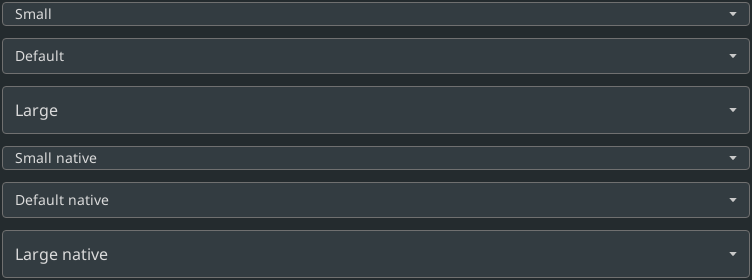 Small
Default
Large
Small native
Default native
Large native